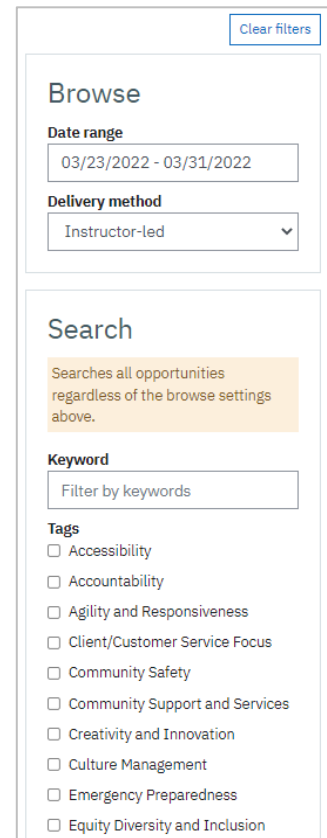 Clear filters
Browse
Date range
03/23/2022 - 03/31/2022
Delivery method
Instructor-led
Search
Searches all opportunities
regardless of the browse settings
above.
Keyword
Filter by keywords
Tags
Accessibility
Accountability
Agility and Responsiveness
Client/Customer Service Focus
Community Safety
Community Support and Services
Creativity and Innovation
Culture Management
Emergency Preparedness
Equity Diversity and Inclusion